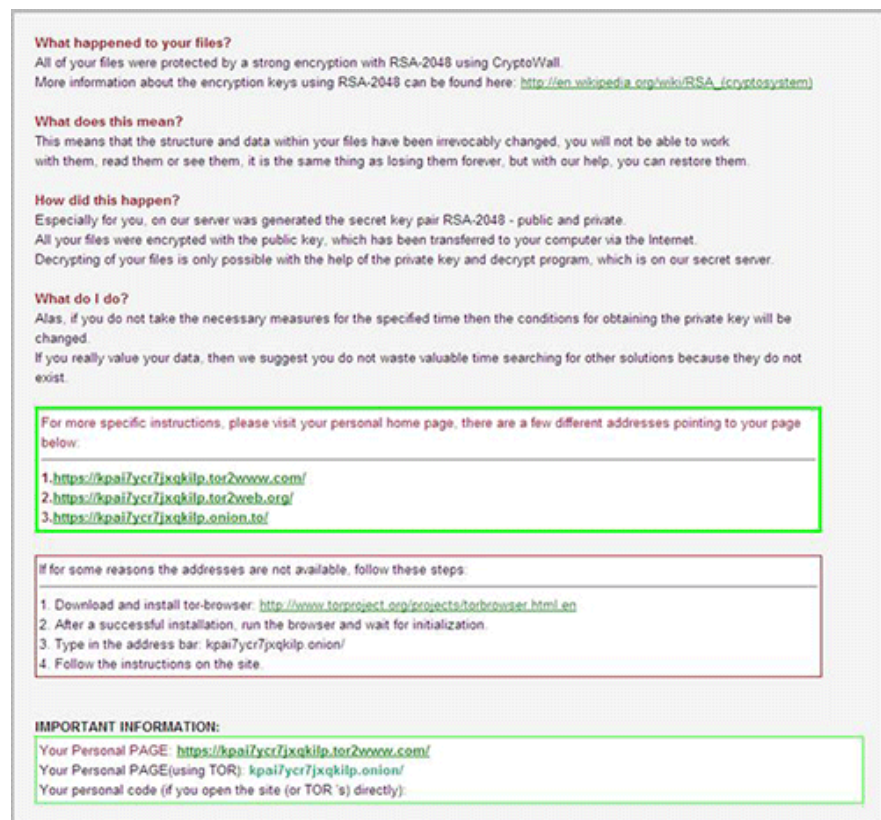 What happened to your files?
All of your files were protected by a strong encryption with RSA-2048 using CryptoWall.
More information about the encryption keys using RSA-2048 can be found here: http://en.wikipedia.org/wiki/RSA_(cryptosystem)
What does this mean?
This means that the structure and data within your files have been irrevocably changed, you will not be able to work
with them, read them or see them, it is the same thing as losing them forever, but with our help, you can restore them.
How did this happen?
Especially for you, on our server was generated the secret key pair RSA-2048 - public and private.
All your files were encrypted with the public key, which has been transferred to your computer via the Internet.
Decrypting of your files is only possible with the help of the private key and decrypt program, which is on our secret server.
What do I do?
Alas, if you do not take the necessary measures for the specified time then the conditions for obtaining the private key will be
changed.
If you really value your data, then we suggest you do not waste valuable time searching for other solutions because they do not
exist.
For more specific instructions, please visit your personal home page, there are a few different addresses pointing to your page
below:
1.https://kpai7ycr7jxqkilp.tor2www.com/
2.https://kpai7ycr7jxqkilp.tor2web.org/
3.https://kpai7ycr7jxqkilp.onion.to/
If for some reasons the addresses are not available, follow these steps:
1. Download and install tor-browser: http://www.torproject.org/projects/torbrowser.html.en
2. After a successful installation, run the browser and wait for initialization.
3. Type in the address bar: kpai7ycr7jxqkilp.onion/
4. Follow the instructions on the site.
IMPORTANT INFORMATION:
Your Personal PAGE: https://kpai7ycr7jxqkilp.tor2www.com/
Your Personal PAGE(using TOR): kpai7ycr7jxqkilp.onion/
Your personal code (if you open the site (or TOR 's) directly):